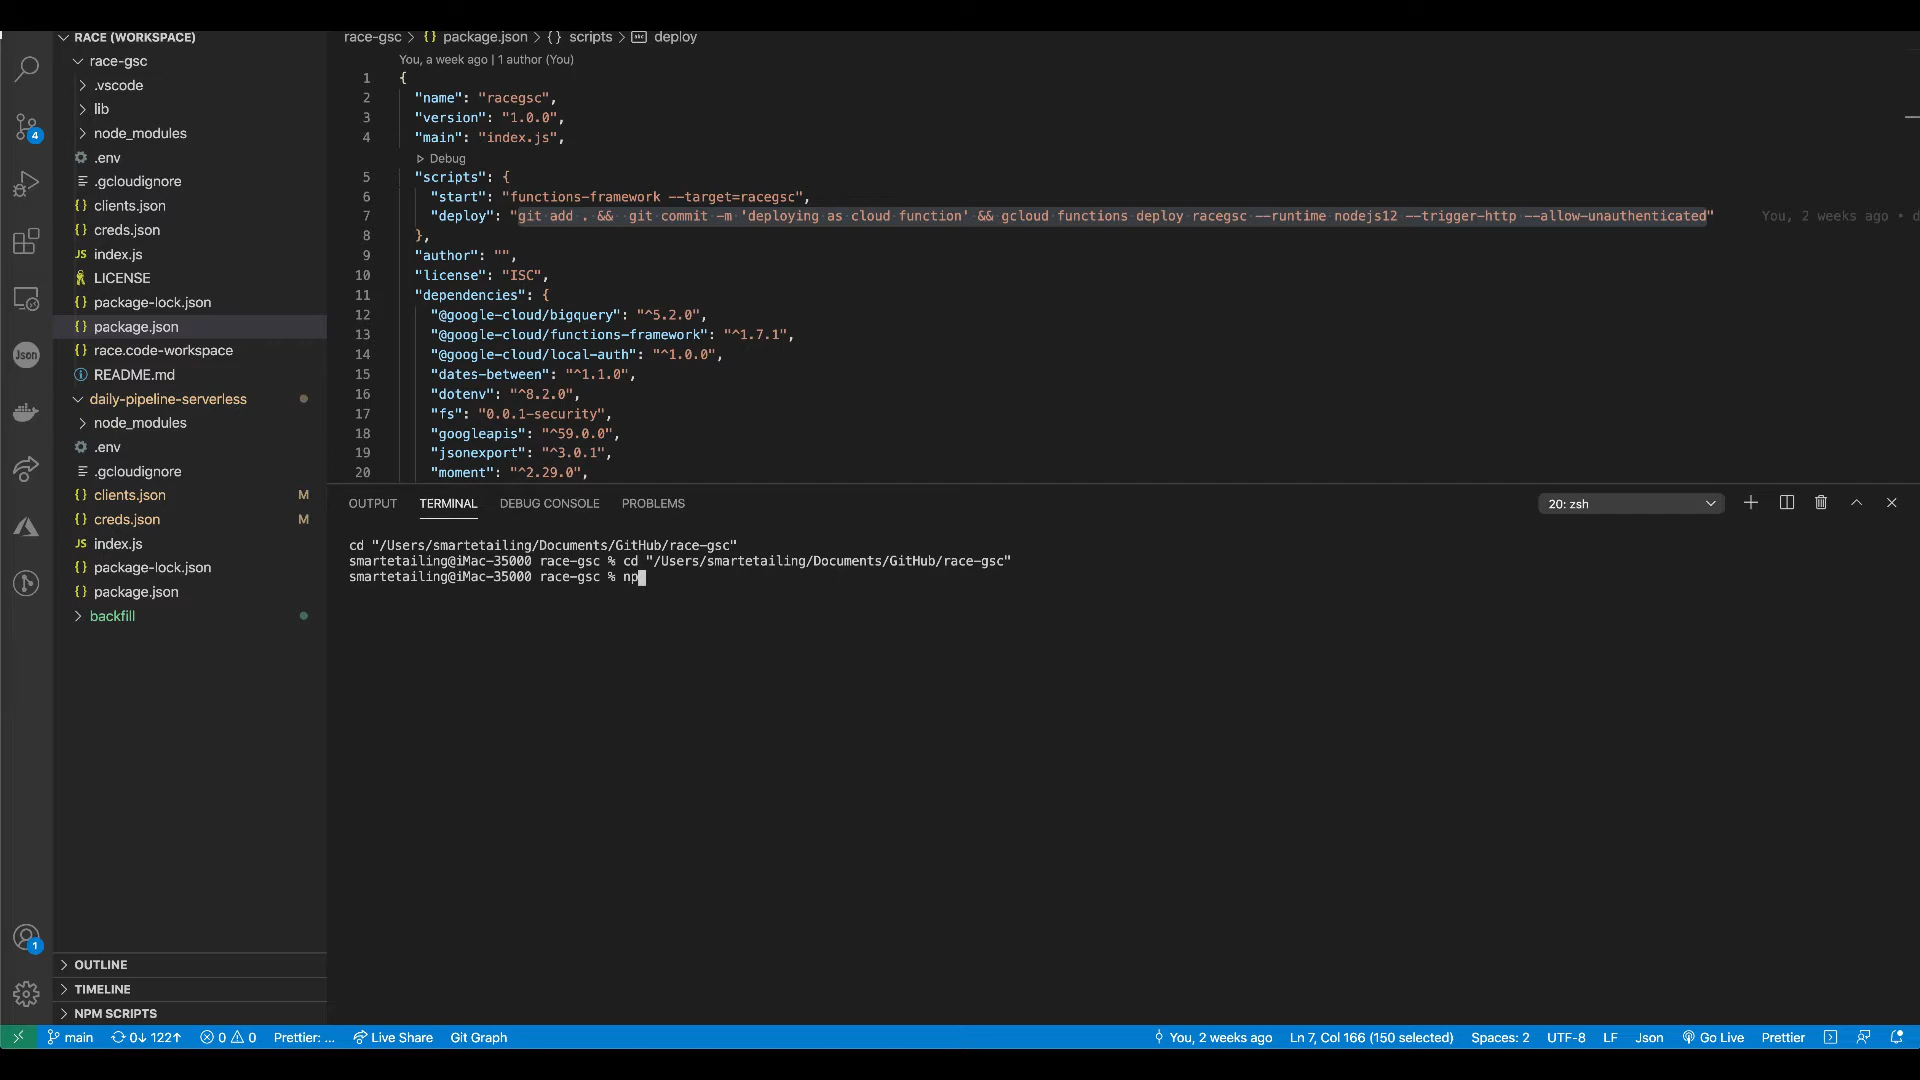 RACE (WORKSPACE)
race-gsc
.vscode
lib
node_modules
.env
.gcloudignore
clients.json
creds.json
index.js
LICENSE
package-lock.json
package.json
race.code-workspace
README.md
daily-pipeline-serverless
node_modules
.env
.gcloudignore
clients.json M
creds.json M
index.js
package-lock.json
package.json
backfill
OUTLINE
TIMELINE
NPM SCRIPTS
4
Json
1
race-gsc > {} package.json > {} scripts > abc deploy
You, a week ago | 1 author (You)
1 {
2 "name": "racegsc",
3 "version": "1.0.0",
4 "main": "index.js",
Debug
5 "scripts": {
6 "start": "functions-framework --target=racegsc",
7 "deploy": "git add . && git commit -m 'deploying as cloud function' && gcloud functions deploy racegsc --runtime nodejs12 --trigger-http --allow-unauthenticated" You, 2 weeks ago • d
8 },
9 "author": "",
10 "license": "ISC",
11 "dependencies": {
12 "@google-cloud/bigquery": "^5.2.0",
13 "@google-cloud/functions-framework": "^1.7.1",
14 "@google-cloud/local-auth": "^1.0.0",
15 "dates-between": "^1.1.0",
16 "dotenv": "^8.2.0",
17 "fs": "0.0.1-security",
18 "googleapis": "^59.0.0",
19 "jsonexport": "^3.0.1",
20 "moment": "^2.29.0",
OUTPUT TERMINAL DEBUG CONSOLE PROBLEMS 20: zsh
cd "/Users/smartetailing/Documents/GitHub/race-gsc"
smartetailing@iMac-35000 race-gsc % cd "/Users/smartetailing/Documents/GitHub/race-gsc"
smartetailing@iMac-35000 race-gsc % np
main 0↓ 122↑ 0 0 Prettier: ... Live Share Git Graph You, 2 weeks ago Ln 7, Col 166 (150 selected) Spaces: 2 UTF-8 LF Json Go Live Prettier